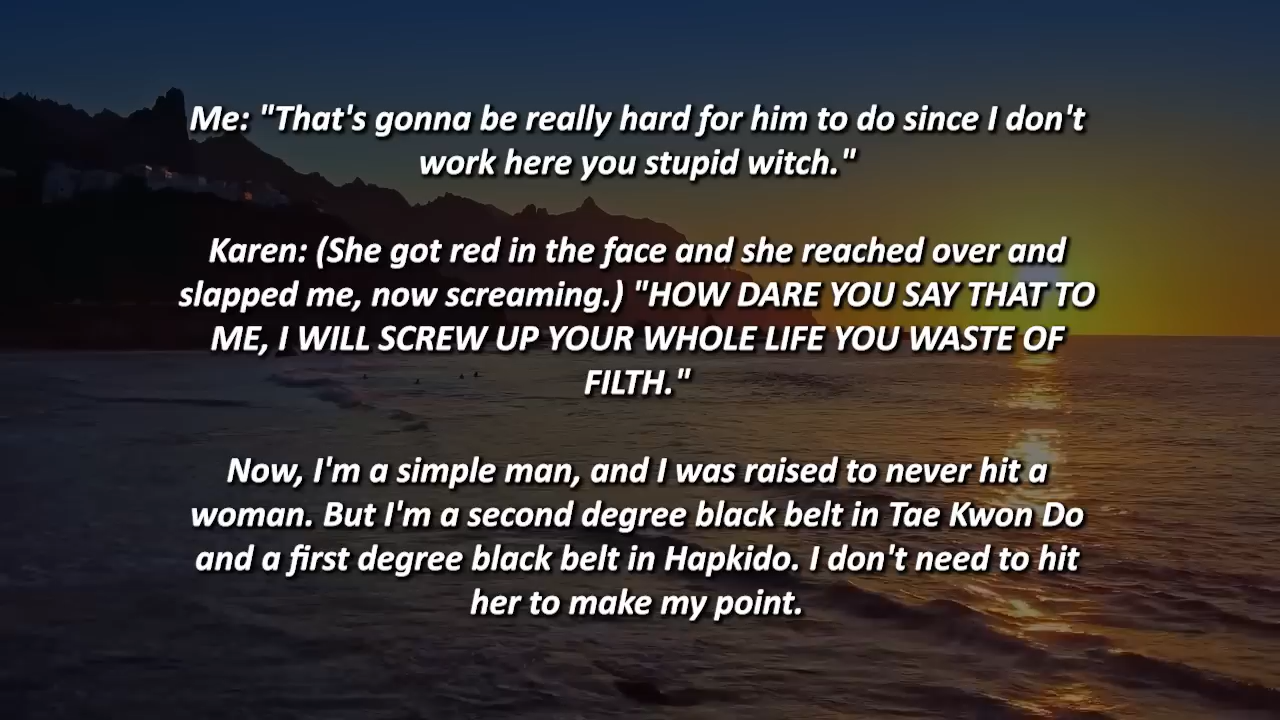 Me: "That's gonna be really hard for him to do since I don't
work here you stupid witch."
Karen: (She got red in the face and she reached over and
slapped me, now screaming.) "HOW DARE YOU SAY THAT TO
ME, I WILL SCREW UP YOUR WHOLE LIFE YOU WASTE OF
FILTH."
Now, I'm a simple man, and I was raised to never hit a
woman. But I'm a second degree black belt in Tae Kwon Do
and a first degree black belt in Hapkido. I don't need to hit
her to make my point.